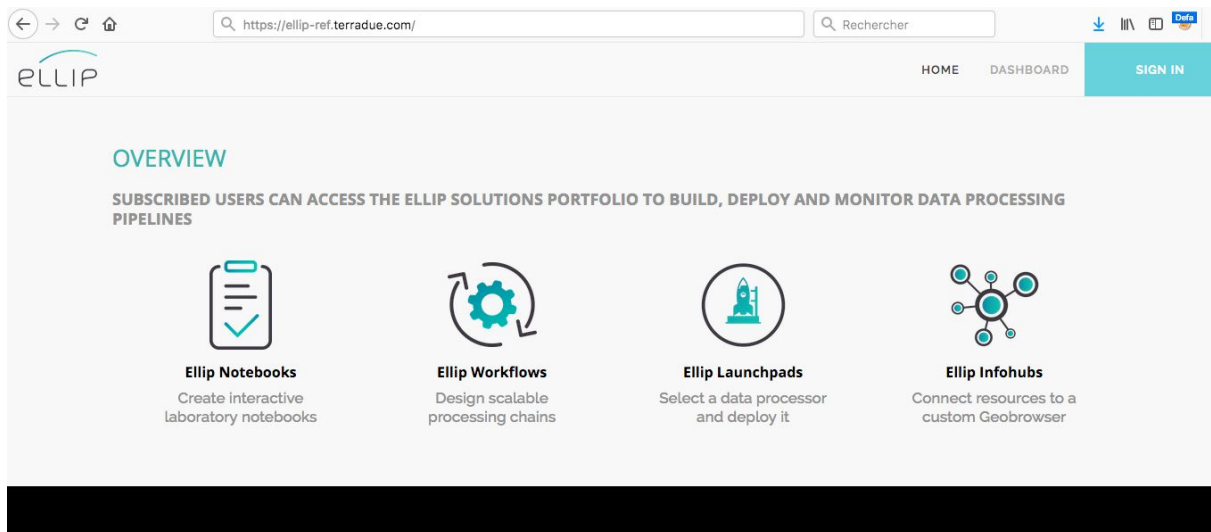 https://ellip-ref.terradue.com/
Rechercher
Defa
ELLIP
HOME
DASHBOARD
SIGN IN
OVERVIEW
SUBSCRIBED USERS CAN ACCESS THE ELLIP SOLUTIONS PORTFOLIO TO BUILD, DEPLOY AND MONITOR DATA PROCESSING
PIPELINES
Ellip Notebooks
Create interactive
laboratory notebooks
Ellip Workflows
Design scalable
processing chains
Ellip Launchpads
Select a data processor
and deploy it
Ellip Infohubs
Connect resources to a
custom Geobrowser